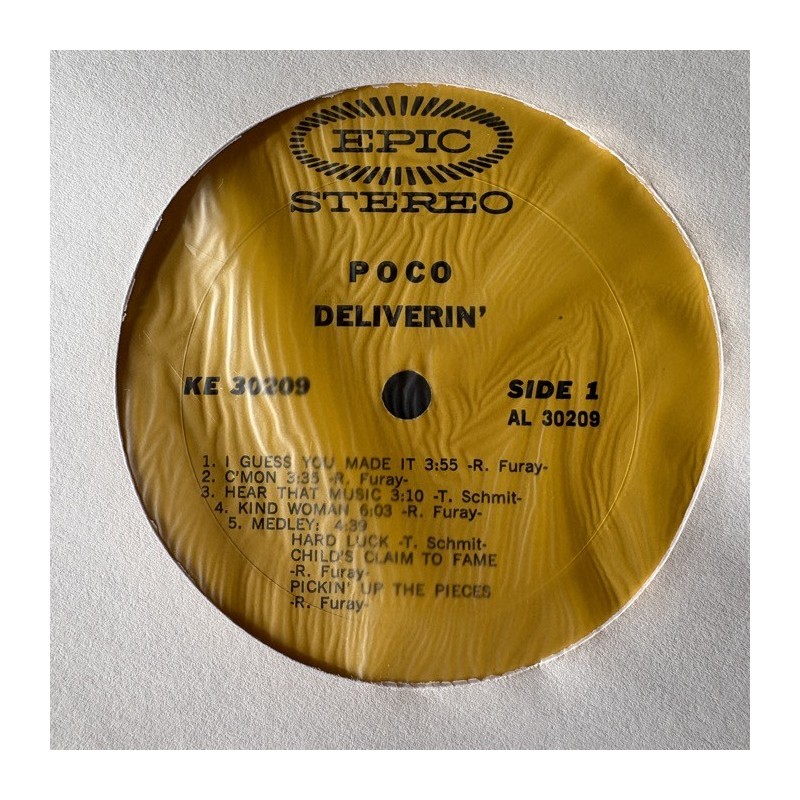 EPIC
STEREO
POCO
DELIVERIN'
KE 30209
SIDE 1
AL 30209
1. I GUESS YOU MADE IT 3:55 -R. Furay-
2. C'MON 3:35 -R. Furay-
3. HEAR THAT MUSIC 3:10 -T. Schmit-
4. KIND WOMAN 6:03 -R. Furay-
5. MEDLEY: 4:39
HARD LUCK -T. Schmit-
CHILD'S CLAIM TO FAME
-R. Furay-
PICKIN' UP THE PIECES
-R. Furay-